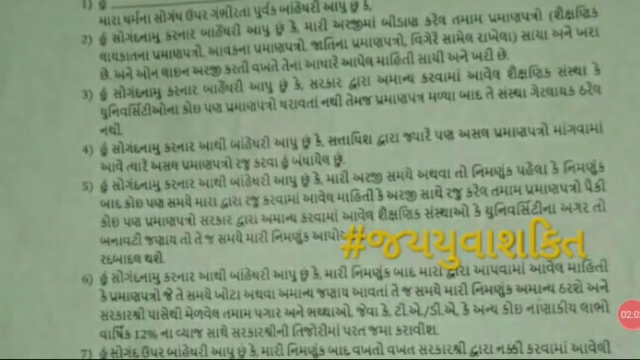 1) હું
મારા ધર્મના સોગંધ ઉપર ગંભીરતા પુર્વક બાંહેધરી આપુ છુ કે,
2) હું સોગંદનામુ કરનાર બાહેધરી આપુ છુ કે, મારી અરજીમાં બીડાણ કરેલ તમામ પ્રમાણપત્રો (શૈક્ષણિક
લાયકાતના પ્રમાણપત્રો, આવકના પ્રમાણપત્રો, જાતિના પ્રમાણપત્રો, વિગેરે સામેલ રાખેલા) સાચા અને ખરા
છે. અને ઓન લાઇન અરજી કરતી વખતે તેના આધારે આપેલ માહિતી સાચી અને ખરી છે.
3) હું સોગંદનામુ કરનાર બાહેધરી આપુ છુ કે, સરકાર દ્વારા અમાન્ય કરવામાં આવેલ શૈક્ષણિક સંસ્થા કે
યુનિવર્સિટીઓના કોઇ પણ પ્રમાણપત્રો ધરાવતાં નથી તેમજ પ્રમાણપત્ર મળ્યા બાદ તે સંસ્થા ગેરલાયક ઠરેલ
નથી.
4) હું સોગંદનામુ કરનાર આથી બાંહેધરી આપુ છું કે, સત્તાધિશ દ્વારા જ્યારે પણ અસલ પ્રમાણપત્રો માંગવામાં
આવે ત્યારે અસલ પ્રમાણપત્રો રજુ કરવા હું બંધાયેલ છું.
5) હું સોગંદનામુ કરનાર આથી બાંહેધરી આપુ છુ કે, મારી અરજી સમયે અથવા તો નિમણુંક પહેલા કે નિમણુંક
બાદ કોઇ પણ સમયે મારા દ્વારા રજુ કરવામાં આવેલ માહિતી કે અરજી સાથે રજુ કરેલ તમામ પ્રમાણપત્રો પૈકી
કોઇ પણ પ્રમાણપત્રો સરકાર દ્વારા અમાન્ય કરવામાં આવેલ શૈક્ષણિક સંસ્થાઓ કે યુનિવર્સિટીના અગર તો
બનાવટી જણાય તો તે જ સમયે મારી નિમણુંક આપોઆ
#જયયુવાશકિત
રદબાદલ થશે.
6) હું સોગંદનામુ કરનાર આથી બાંહેધરી આપુ છુ કે, મારી નિમણુંક બાદ મારા દ્વારા આપવામાં આવેલ માહિતી
કે પ્રમાણપત્રો જે તે સમયે ખોટા અથવા અમાન્ય જણાય આવતાં તે જ સમયે મારી નિમણુંક અમાન્ય ઠરશે અને
સરકારશ્રી પાસેથી મેળવેલ તમામ પગાર અને ભથ્થાઓ, જેવા કે, ટી.એ./ડી.એ. કે અન્ય કોઇ નાણાકીય લાભો
વાર્ષિક 12% ના વ્યાજ સાથે સરકારશ્રીની તિજોરીમાં પરત જમા કરાવીશ.
7) હું સોગંદ ઉપર બાંહેધરી આપુ છુ કે, મારી નિમણુંક બાદ વખતો વખત સરકારશ્રી દ્વારા નક્કી કરવામાં આવેલી
02:0